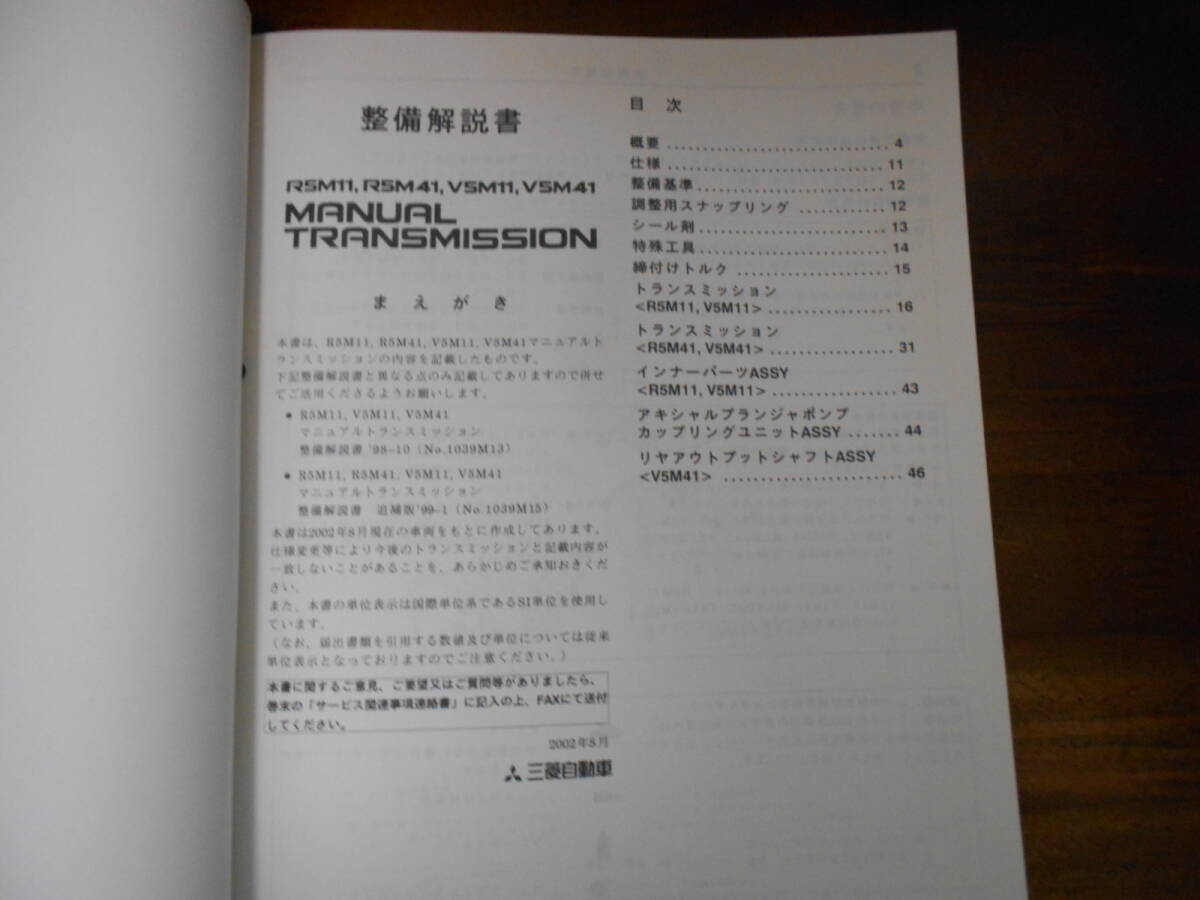 整備解説書
R5M11, R5M41, V5M11, V5M41
MANUAL
TRANSMISSION
まえがき
本書は、R5M11, R5M41, V5M11, V5M41マニュアルト
ランスミッションの内容を記載したものです。
下記整備解説書と異なる点のみ記載してありますので併せ
てご活用くださるようお願いします。
● R5M11, V5M11, V5M41
マニュアルトランスミッション
整備解説書 '98-10 (No.1039M13)
● R5M11, R5M41, V5M11, V5M41
マニュアルトランスミッション
整備解説書 追補版'99-1 (No.1039M15)
本書は2002年8月現在の車両をもとに作成してあります。
仕様変更等により今後のトランスミッションと記載内容が
一致しないことがあることを、あらかじめご承知おきくだ
さい。
また、本書の単位表示は国際単位系であるSI単位を使用し
ています。
(なお、届出書類を引用する数値及び単位については従来
単位表示となっておりますのでご注意ください。)
本書に関するご意見、ご要望又はご質問等がありましたら、
巻末の「サービス関連事項連絡書」に記入の上、FAXにて送付
してください。
2002年8月
三菱自動車
目 次
概要 .............................. 4
仕様 .............................. 11
整備基準 .......................... 12
調整用スナップリング ............ 12
シール剤 .......................... 13
特殊工具 .......................... 14
締付けトルク ..................... 15
トランスミッション
<R5M11, V5M11> ................. 16
トランスミッション
<R5M41, V5M41> ................. 31
インナーパーツASSY
<R5M11, V5M11> ................. 43
アキシャルプランジャポンプ
カップリングユニットASSY ....... 44
リヤアウトプットシャフトASSY
<V5M41> ......................... 46